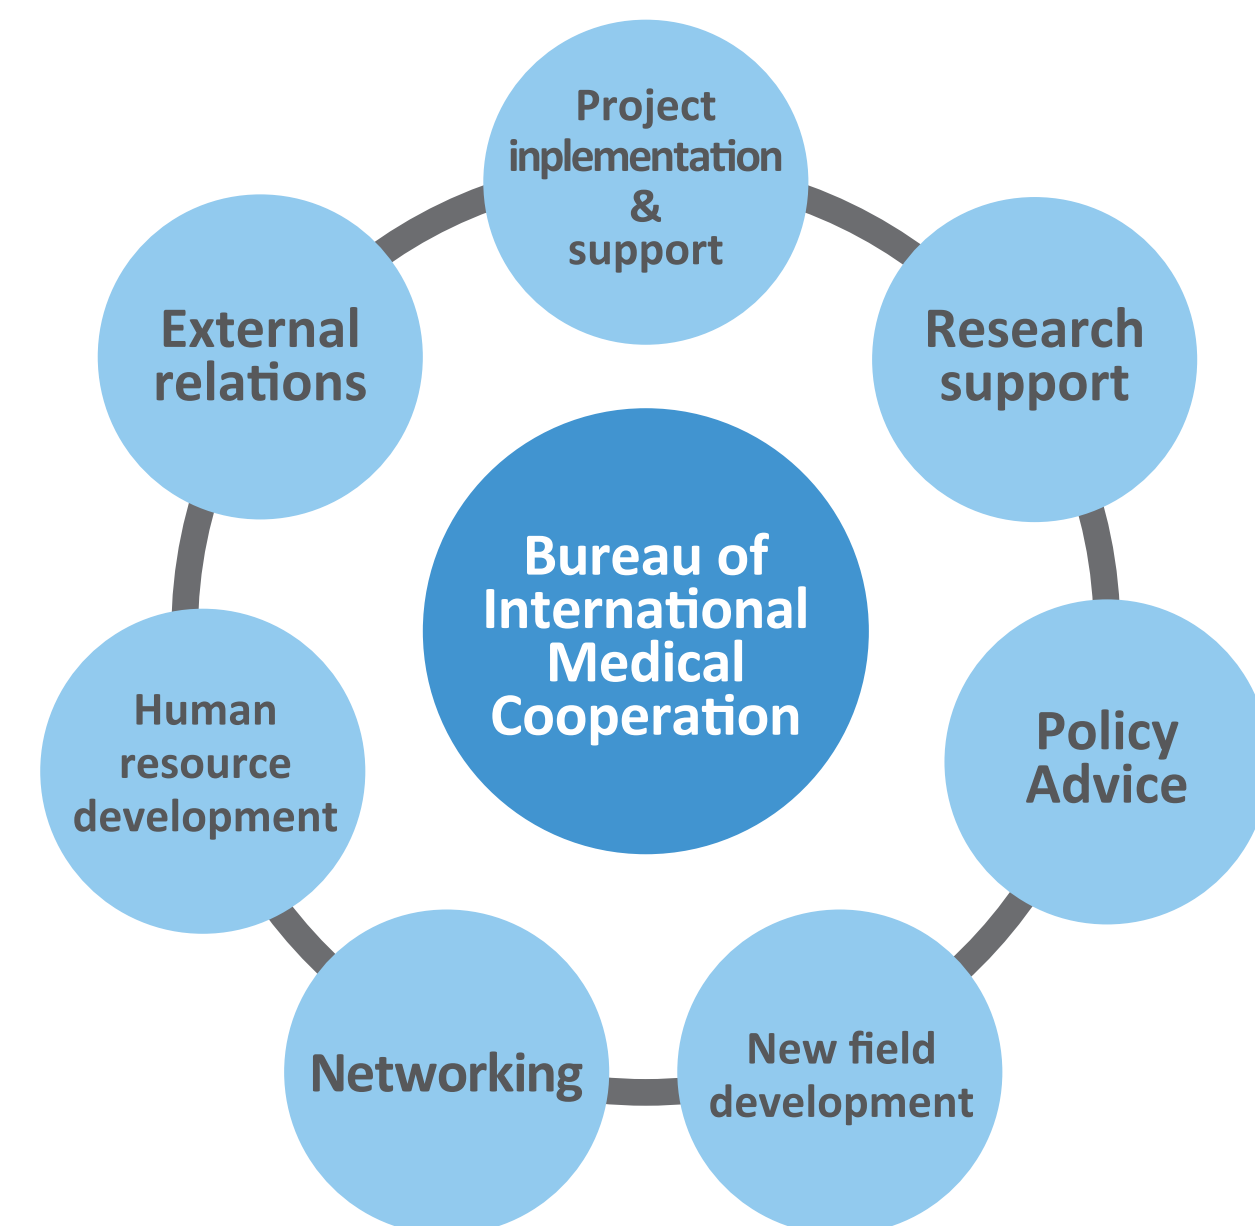 Project
inplementation
&
support
External
relations
Research
support
Bureau of
International
Medical
Cooperation
Human
resource
development
Policy
Advice
Networking
New field
development